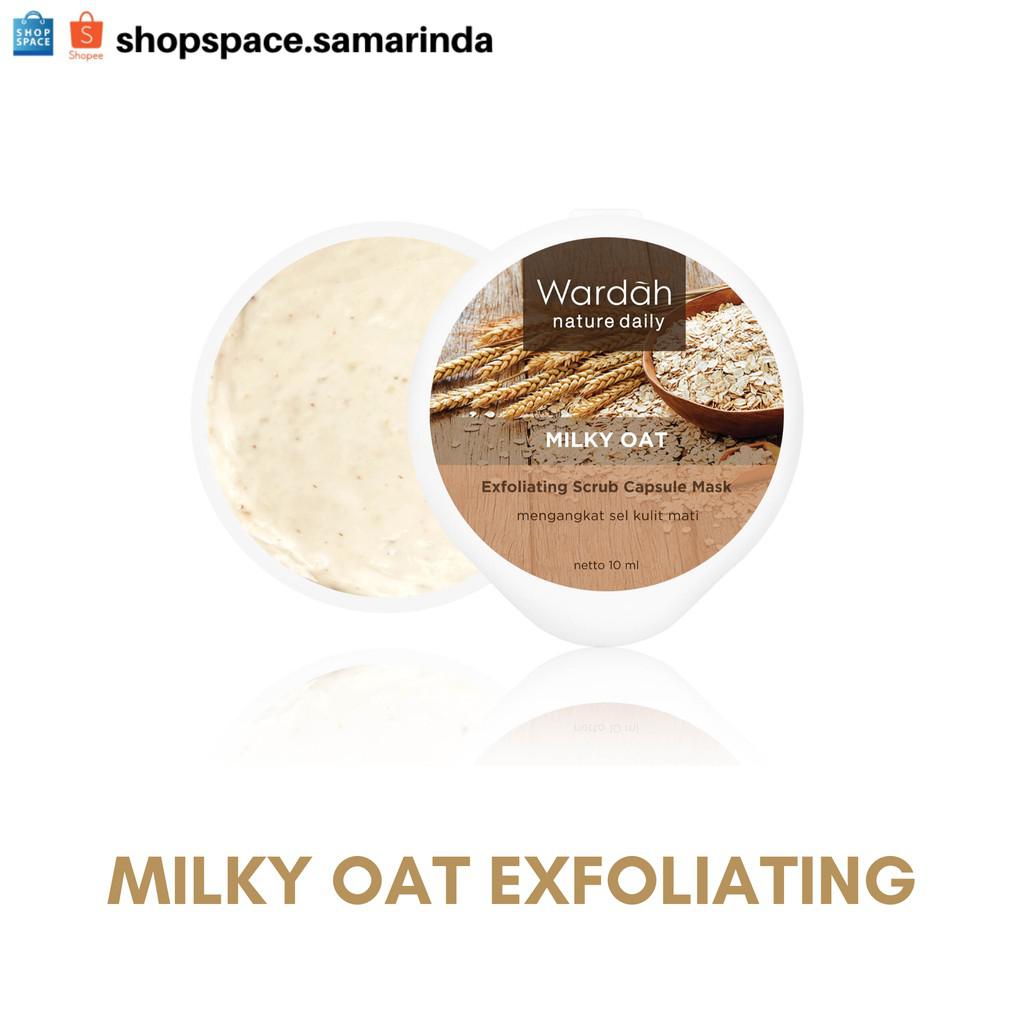 SHOP
SPACE
Shopee
shopspace.samarinda
Wardāh
nature daily
MILKY OAT
Exfoliating Scrub Capsule Mask
mengangkat sel kulit mati
netto 10 ml
MILKY OAT EXFOLIATING